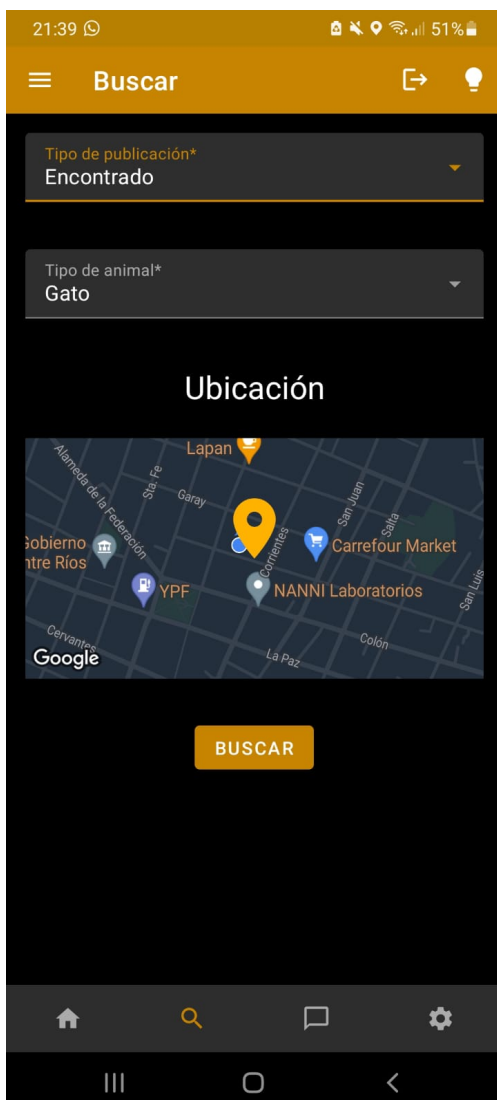 21:39
51%
Buscar
Tipo de publicación*
Encontrado
Tipo de animal*
Gato
Ubicación
Lapan
Alameda de la Federación
Sta. Fe
Garay
San Juan
Salta
Corrientes
Gobierno
ntre Ríos
Carrefour Market
YPF
NANNI Laboratorios
San Luis
Cervantes
Colón
Google
La Paz
BUSCAR